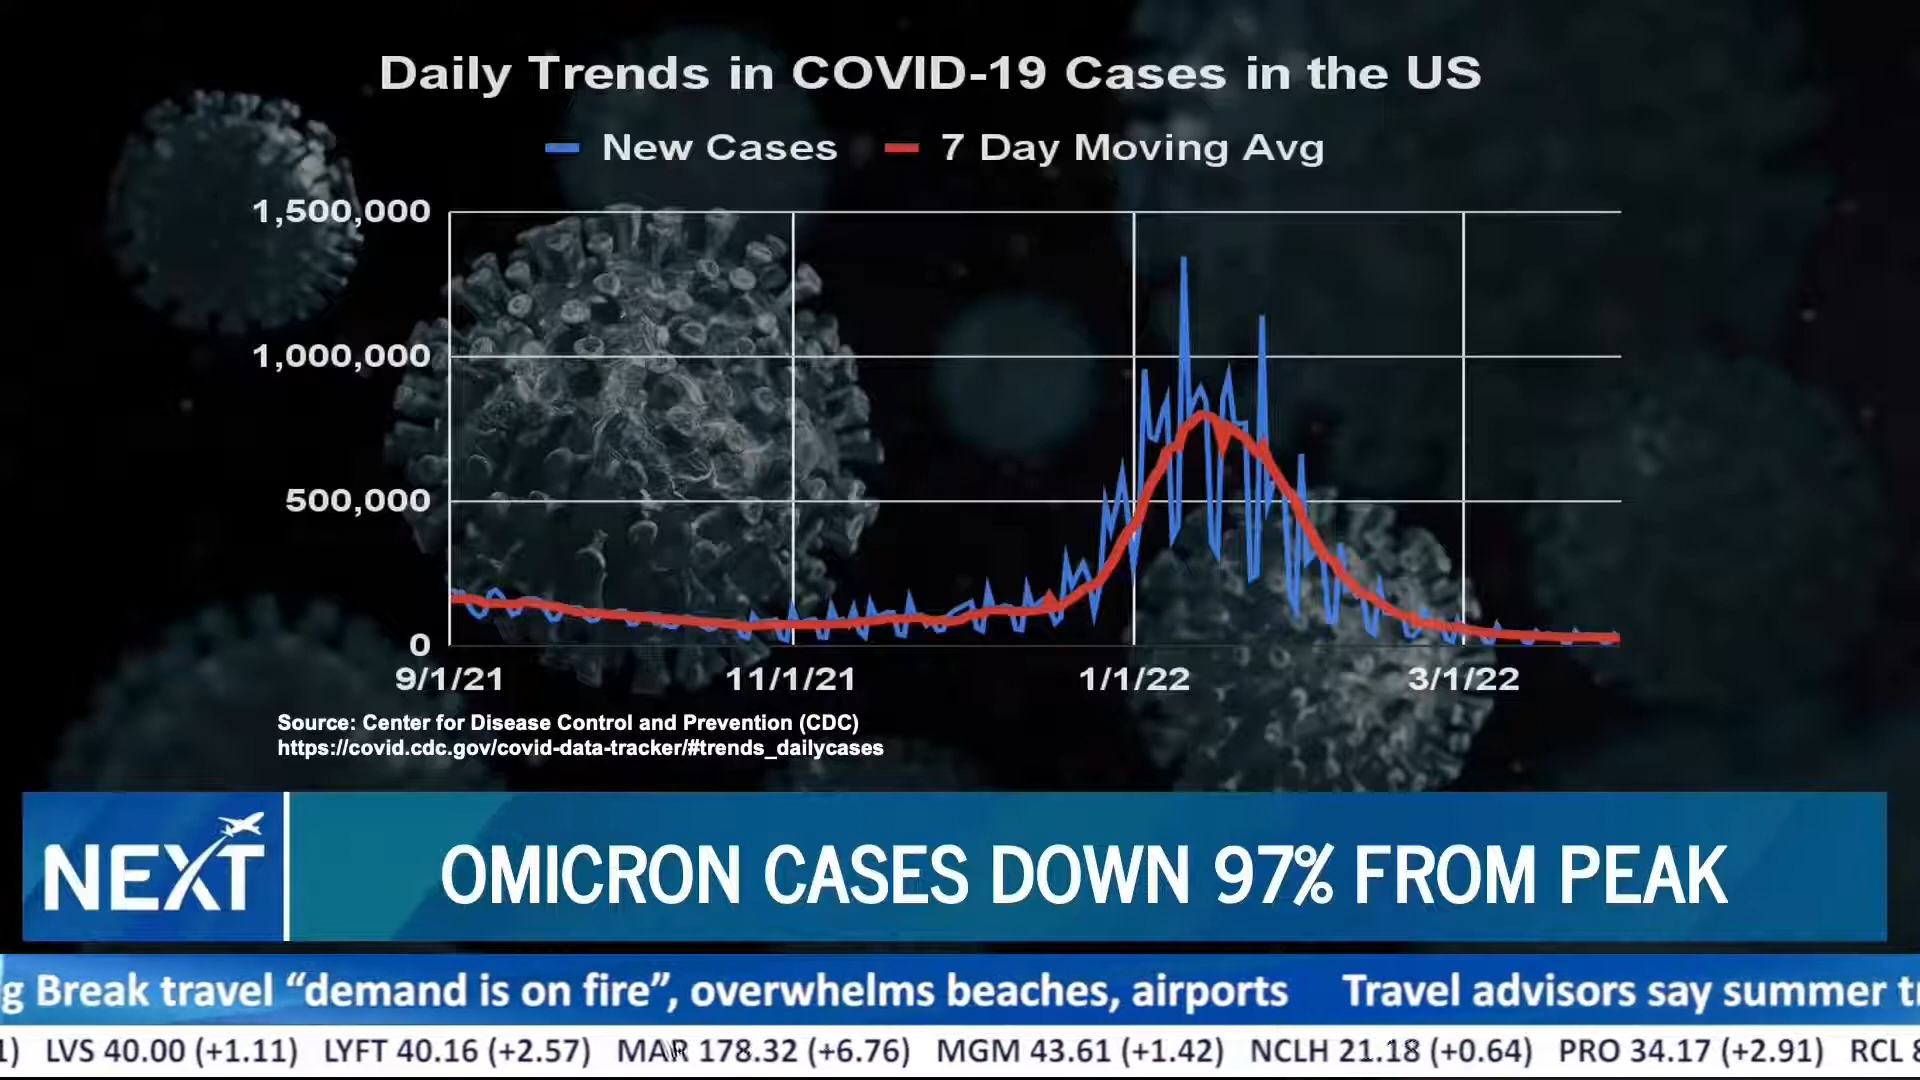 Daily Trends in COVID-19 Cases in the US
New Cases 7 Day Moving Avg
1,500,000
1,000,000
500,000
0
9/1/21 11/1/21 1/1/22 3/1/22
Source: Center for Disease Control and Prevention (CDC)
https://covid.cdc.gov/covid-data-tracker/#trends_dailycases
NEXT
OMICRON CASES DOWN 97% FROM PEAK
g Break travel “demand is on fire”, overwhelms beaches, airports Travel advisors say summer tr
1) LVS 40.00 (+1.11) LYFT 40.16 (+2.57) MAR 178.32 (+6.76) MGM 43.61 (+1.42) NCLH 21.18 (+0.64) PRO 34.17 (+2.91) RCL 8